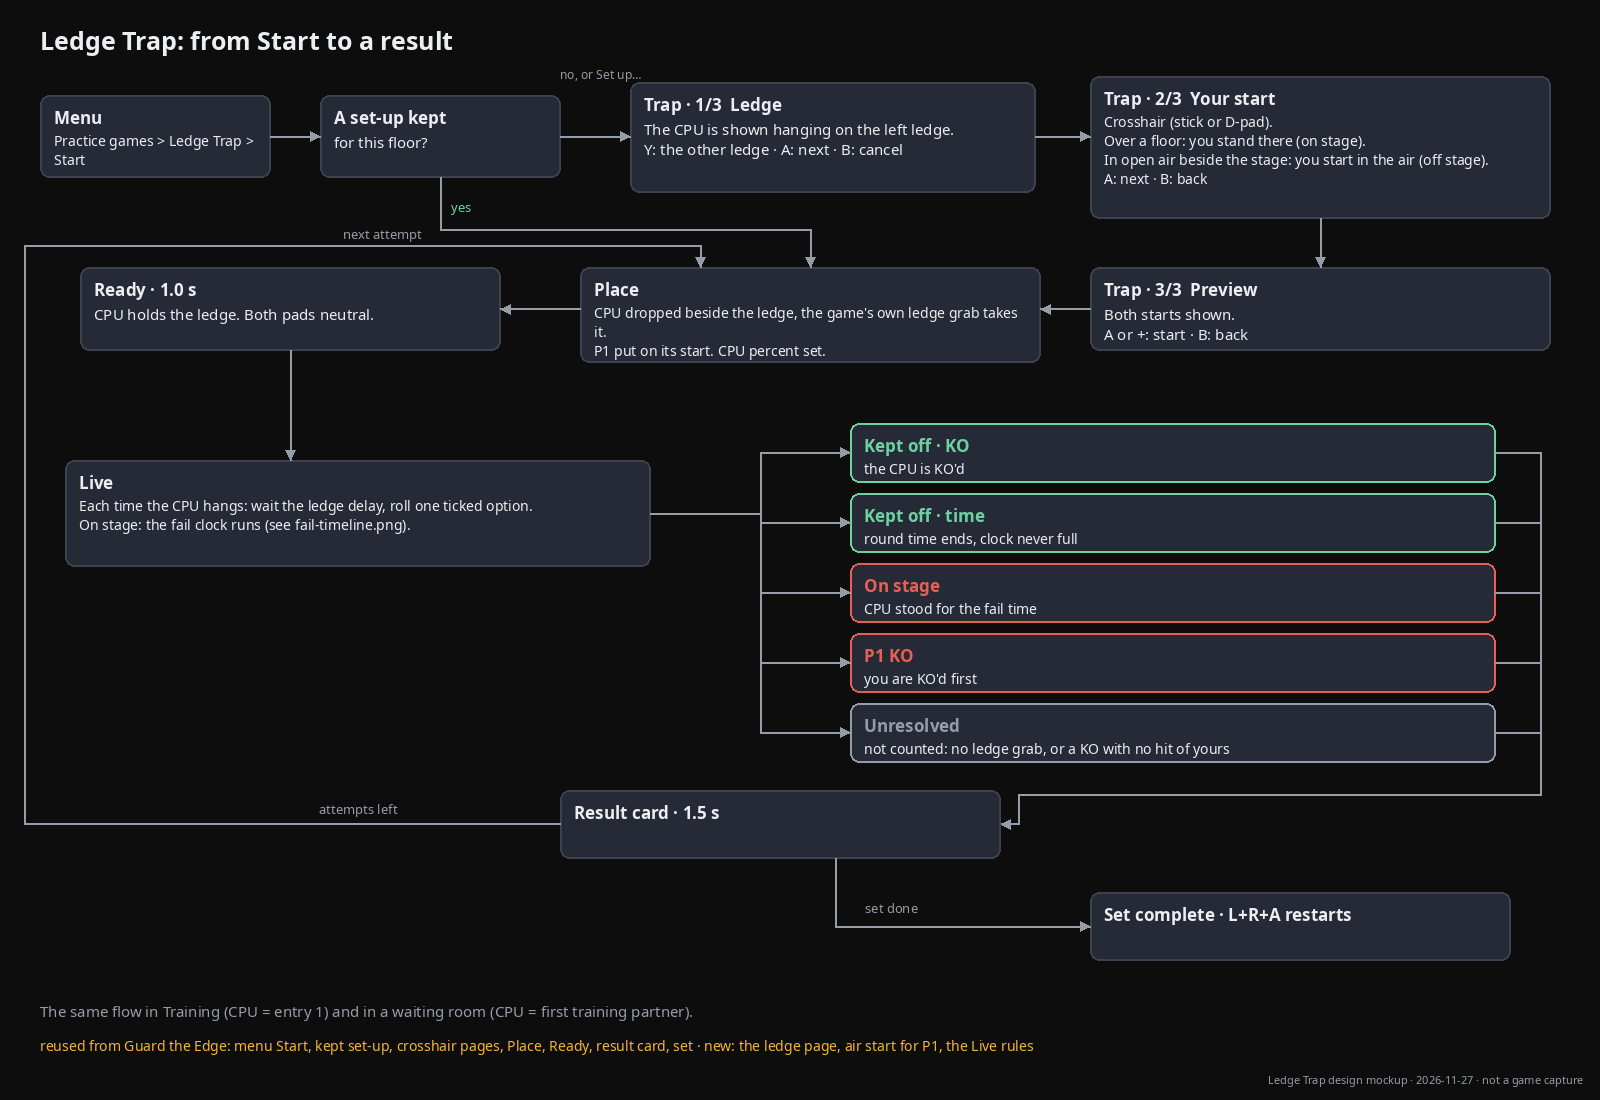 Ledge Trap: from Start to a result
no, or Set up...
Menu
Practice games > Ledge Trap >
Start
A set-up kept
for this floor?
Trap · 1/3  Ledge
The CPU is shown hanging on the left ledge.
Y: the other ledge · A: next · B: cancel
Trap · 2/3  Your start
Crosshair (stick or D-pad).
Over a floor: you stand there (on stage).
In open air beside the stage: you start in the air (off stage).
A: next · B: back
yes
next attempt
Ready · 1.0 s
CPU holds the ledge. Both pads neutral.
Place
CPU dropped beside the ledge, the game's own ledge grab takes
it.
P1 put on its start. CPU percent set.
Trap · 3/3  Preview
Both starts shown.
A or +: start · B: back
Live
Each time the CPU hangs: wait the ledge delay, roll one ticked option.
On stage: the fail clock runs (see fail-timeline.png).
Kept off · KO
the CPU is KO'd
Kept off · time
round time ends, clock never full
On stage
CPU stood for the fail time
P1 KO
you are KO'd first
Unresolved
not counted: no ledge grab, or a KO with no hit of yours
attempts left
Result card · 1.5 s
set done
Set complete · L+R+A restarts
The same flow in Training (CPU = entry 1) and in a waiting room (CPU = first training partner).
reused from Guard the Edge: menu Start, kept set-up, crosshair pages, Place, Ready, result card, set · new: the ledge page, air start for P1, the Live rules
Ledge Trap design mockup · 2026-11-27 · not a game capture